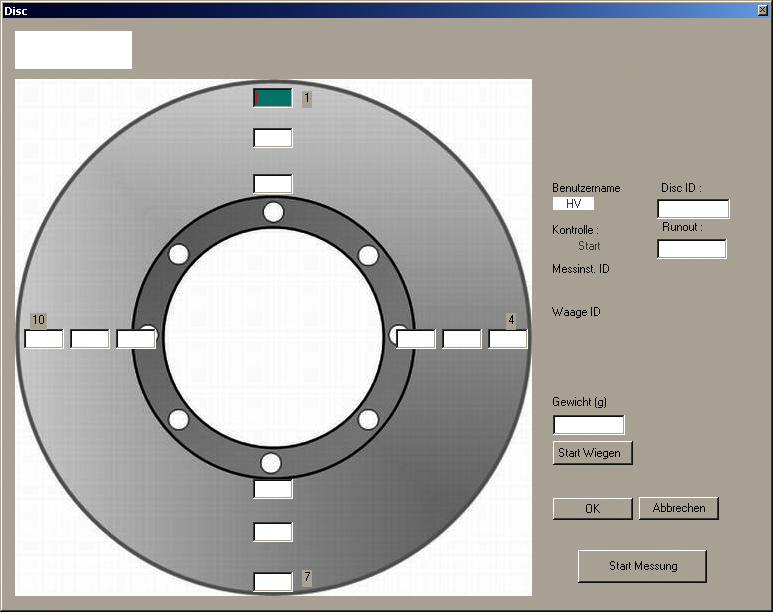 Disc
1
Benutzername
Disc ID :
HV
Kontrolle :
Runout :
Start
Messinst. ID
10
4
Waage ID
Gewicht (g)
Start Wiegen
OK
Abbrechen
Start Messung
7